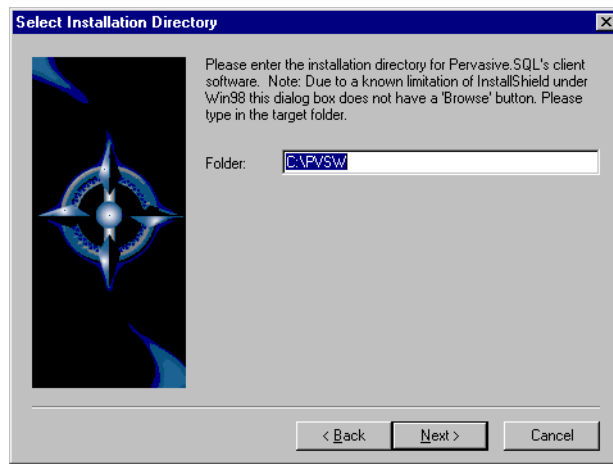 Select Installation Directory
Please enter the installation directory for Pervasive.SQL's client
software.  Note: Due to a known limitation of InstallShield under
Win98 this dialog box does not have a 'Browse' button. Please
type in the target folder.
Folder: C:\PVSW
< Back Next > Cancel